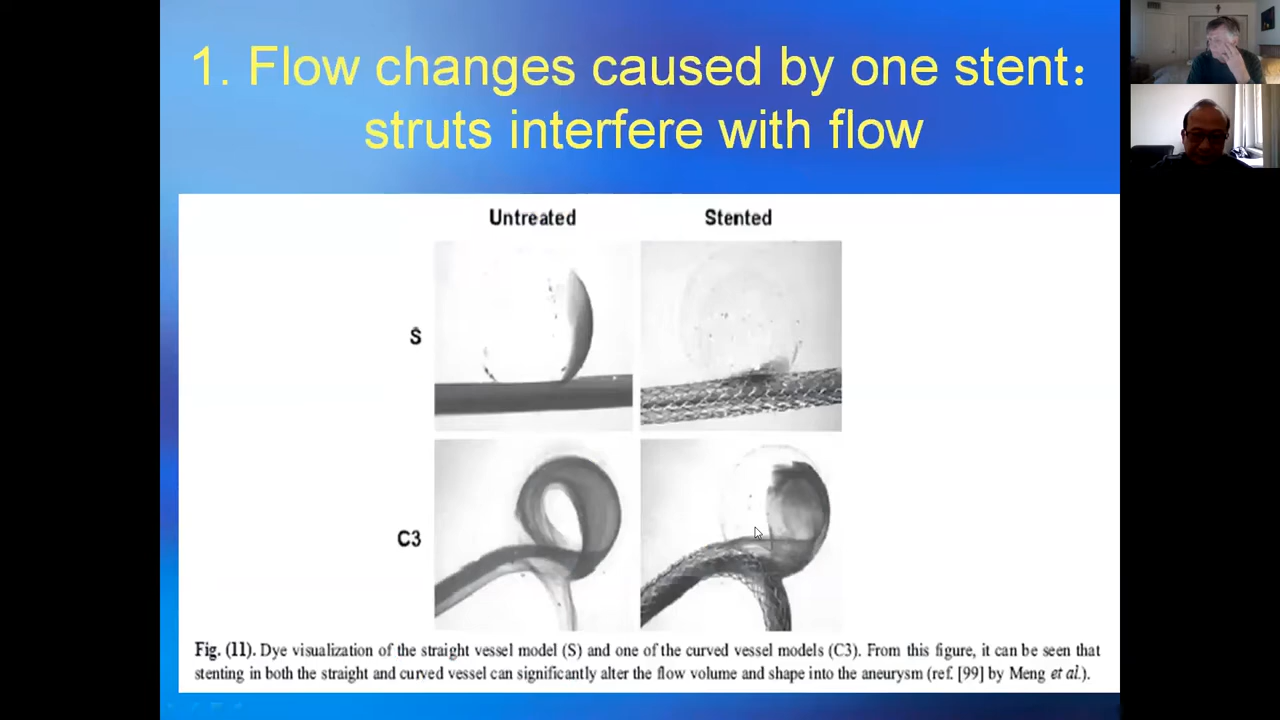 1. Flow changes caused by one stent:
struts interfere with flow
Untreated
Stented
S
C3
Fig. (11). Dye visualization of the straight vessel model (S) and one of the curved vessel models (C3). From this figure, it can be seen that
stenting in both the straight and curved vessel can significantly alter the flow volume and shape into the aneurysm (ref. [99] by Meng et al.).